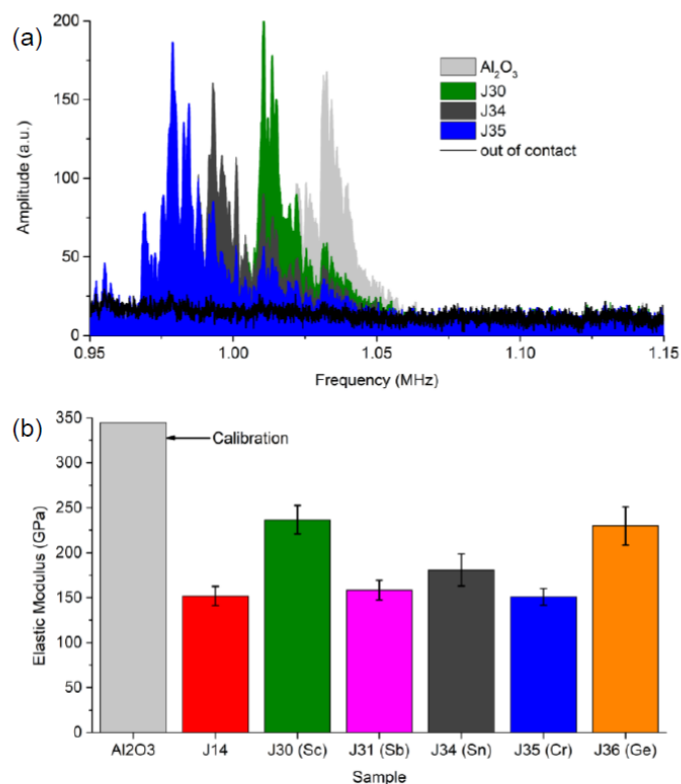 (a)
200
150
100
50
0
Amplitude (a.u.)
Al₂O₃
J30
J34
J35
out of contact
0.95
1.00
1.05
1.10
1.15
Frequency (MHz)
(b)
350
300
250
200
150
100
50
0
Elastic Modulus (GPa)
Calibration
Al2O3
J14
J30 (Sc)
J31 (Sb)
J34 (Sn)
J35 (Cr)
J36 (Ge)
Sample